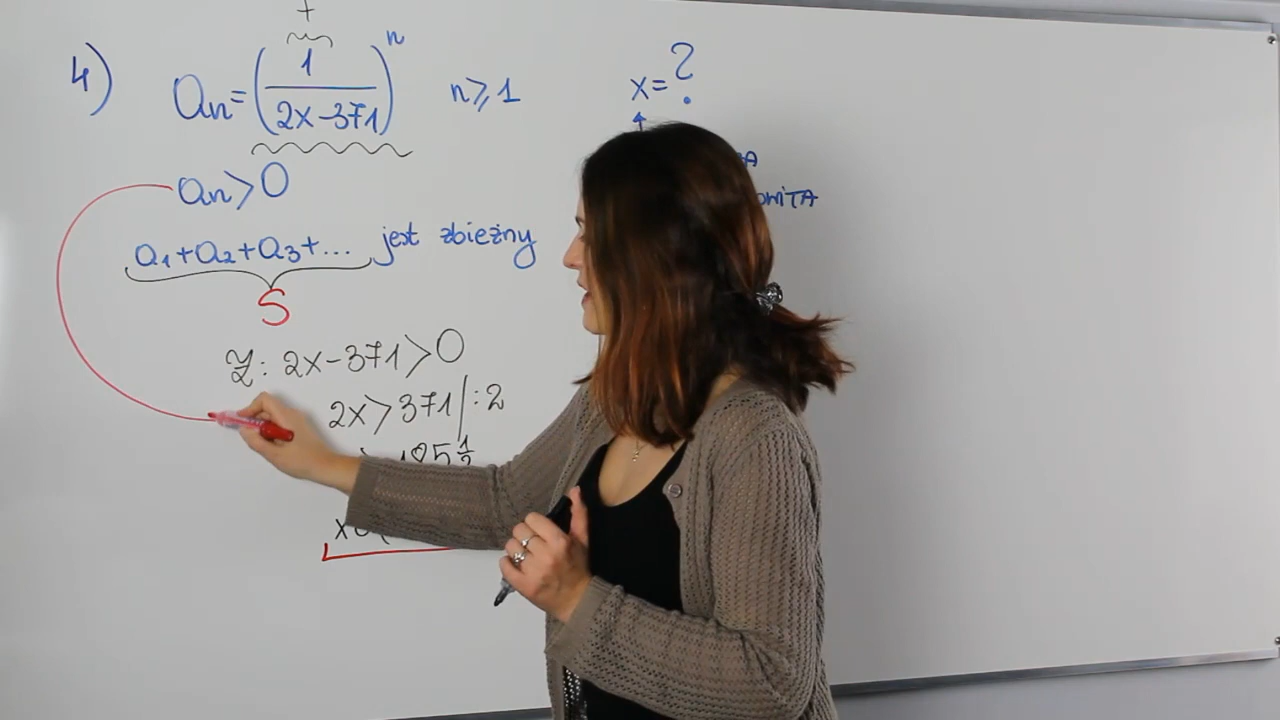 +
4) an = (1/(2x-371))^n n ≥ 1 x = ?
an > 0
a1 + a2 + a3 + ... jest zbieżny
S
Z: 2x - 371 > 0
2x > 371 | : 2
185 1/2
x ∈ (